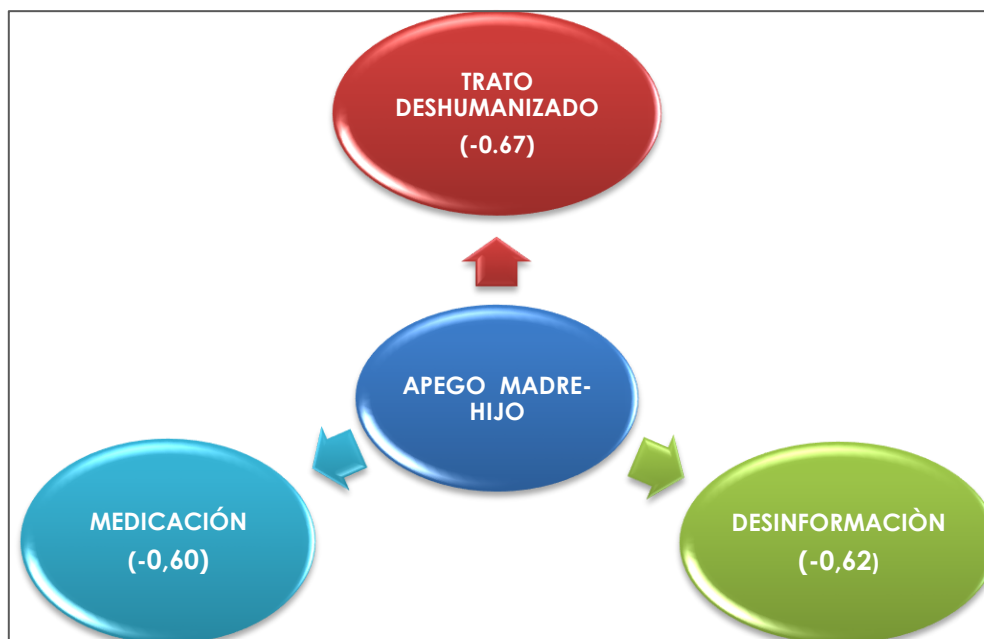 TRATO
DESHUMANIZADO
(-0.67)
APEGO MADRE-
HIJO
MEDICACIÓN
(-0,60)
DESINFORMACIÒN
(-0,62)